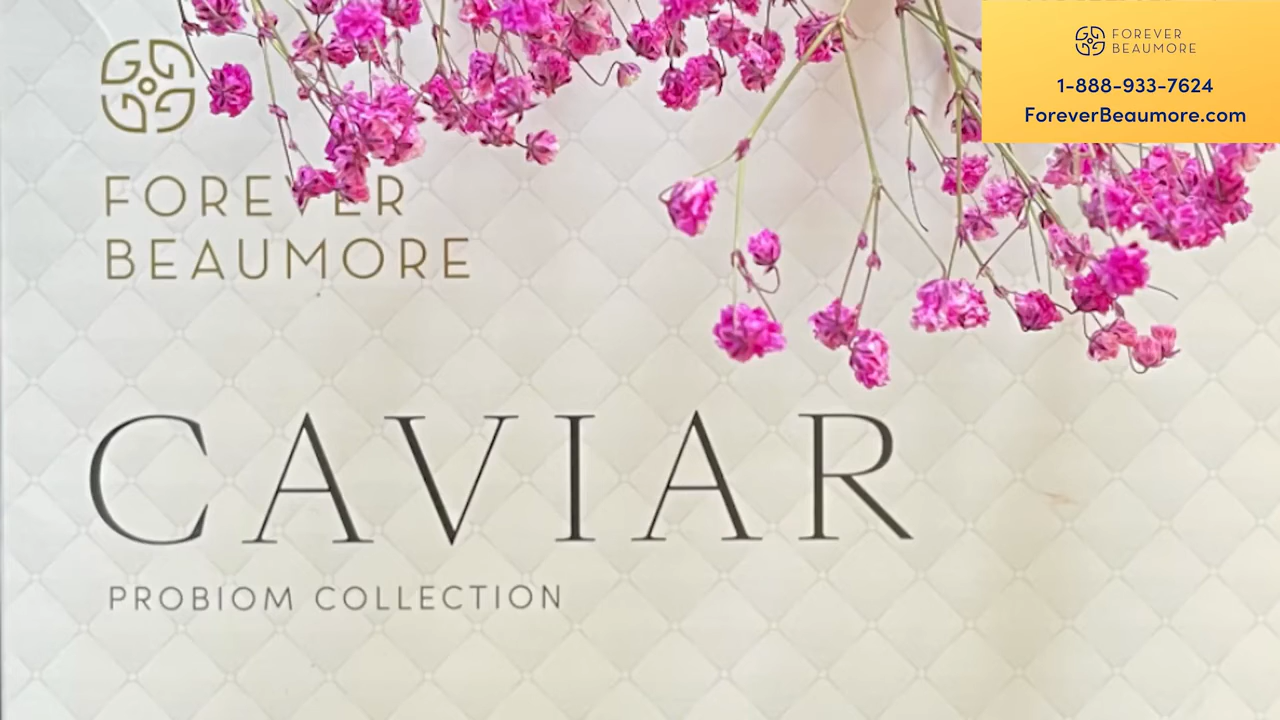 FOREVER
BEAUMORE
1-888-933-7624
ForeverBeaumore.com
FOREVER
BEAUMORE
CAVIAR
PROBIOM COLLECTION